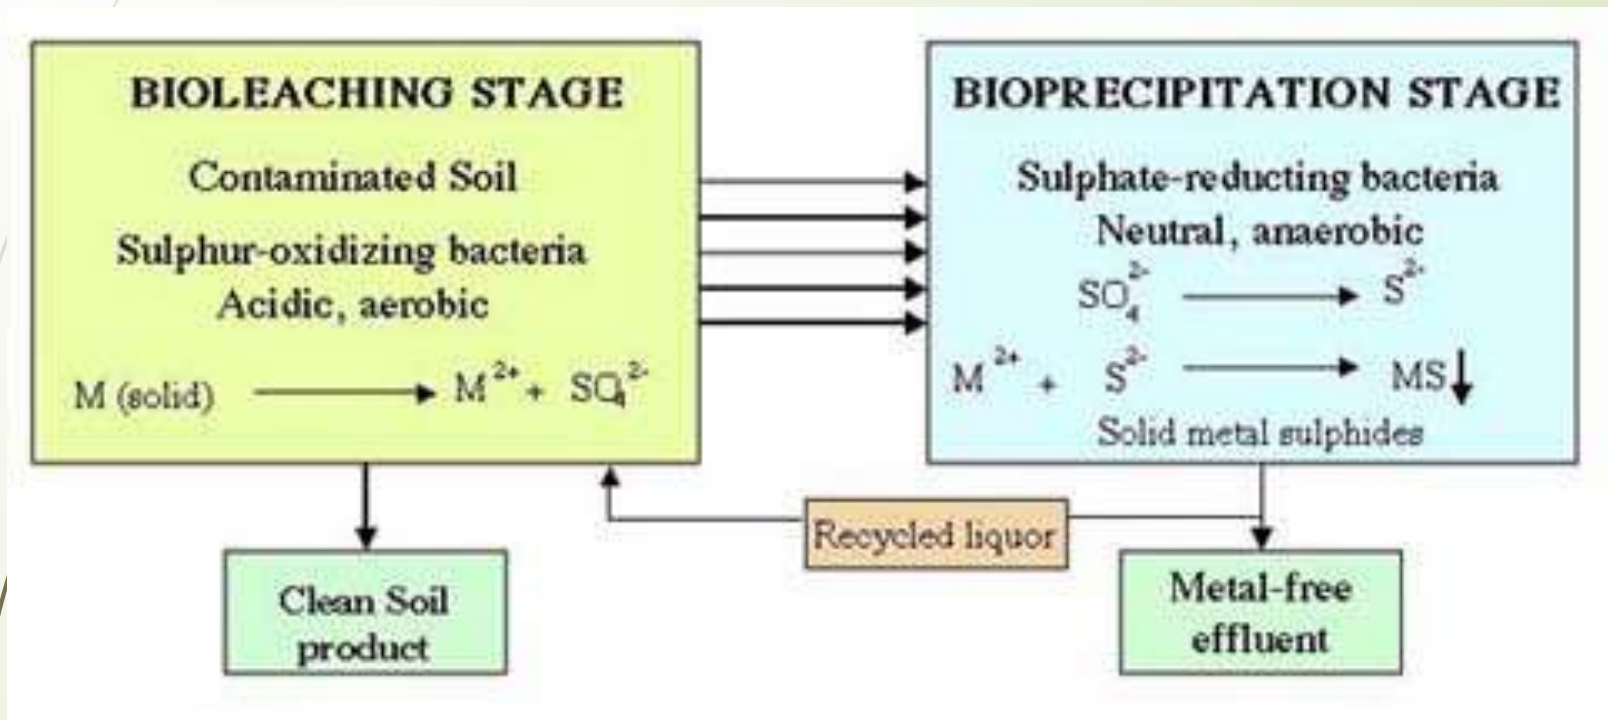 BIOLEACHING STAGE
Contaminated Soil
Sulphur-oxidizing bacteria
Acidic, aerobic
M (solid) ⟶ M²⁺ + SO₄²⁻
BIOPRECIPITATION STAGE
Sulphate-reducting bacteria
Neutral, anaerobic
SO₄²⁻ ⟶ S²⁻
M²⁺ + S²⁻ ⟶ MS↓
Solid metal sulphides
Recycled liquor
Clean Soil
product
Metal-free
effluent